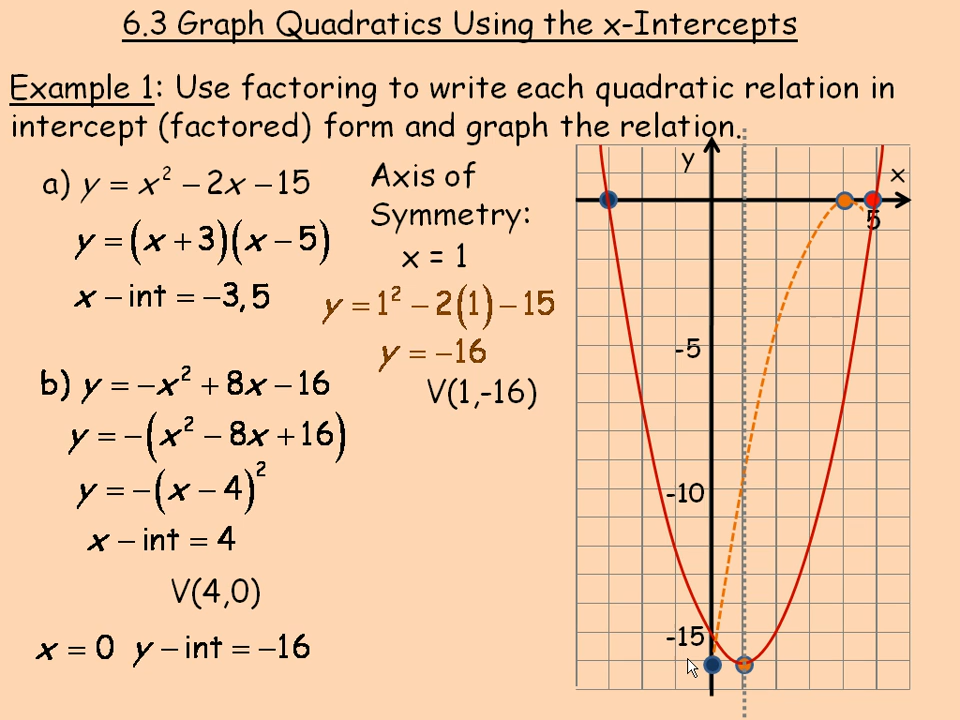 6.3 Graph Quadratics Using the x-Intercepts
Example 1: Use factoring to write each quadratic relation in
intercept (factored) form and graph the relation.
a) y = x² − 2x − 15
y = (x + 3)(x − 5)
x − int = −3, 5
Axis of
Symmetry:
x = 1
y = 1² − 2(1) − 15
y = −16
V(1,-16)
b) y = −x² + 8x − 16
y = −(x² − 8x + 16)
y = −(x − 4)²
x − int = 4
V(4,0)
x = 0 y − int = −16
y
x
5
-5
-10
-15